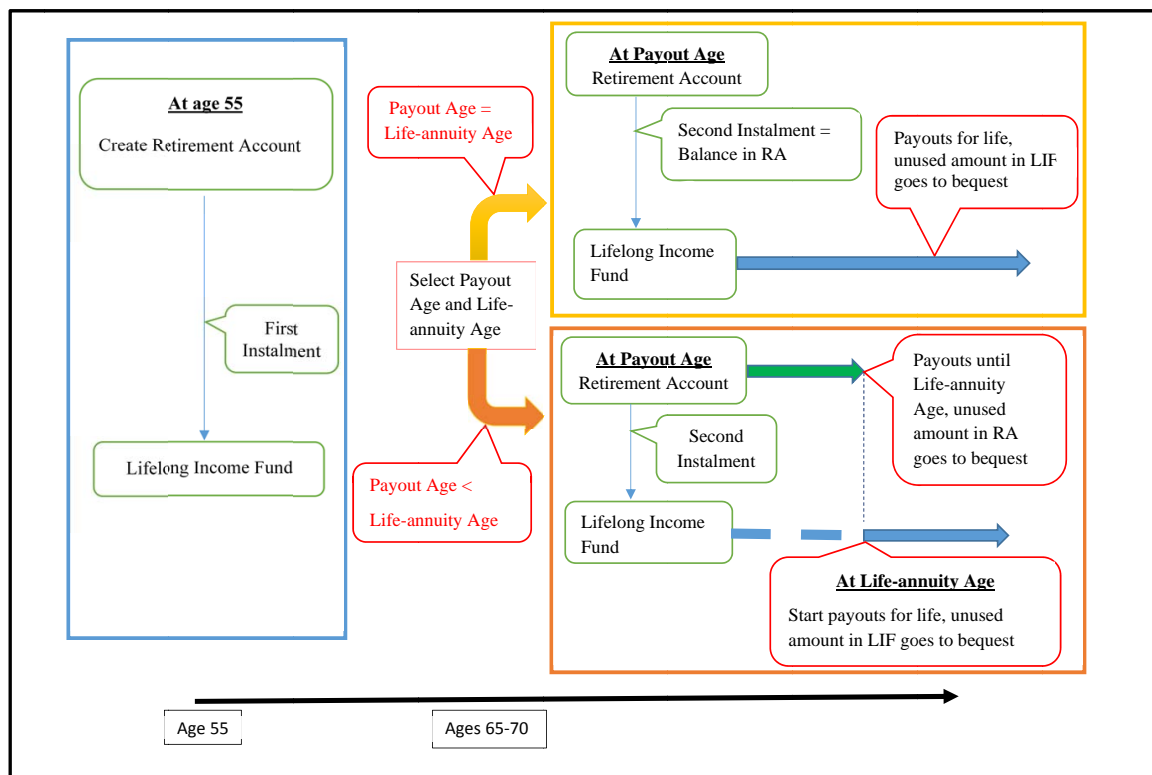 At age 55
Create Retirement Account
First
Instalment
Lifelong Income Fund
Payout Age =
Life-annuity Age
Select Payout
Age and Life-
annuity Age
Payout Age <
Life-annuity Age
At Payout Age
Retirement Account
Second Instalment =
Balance in RA
Payouts for life,
unused amount in LIF
goes to bequest
Lifelong Income
Fund
At Payout Age
Retirement Account
Payouts until
Life-annuity
Age, unused
amount in RA
goes to bequest
Second
Instalment
Lifelong Income
Fund
At Life-annuity Age
Start payouts for life, unused
amount in LIF goes to bequest
Age 55
Ages 65-70